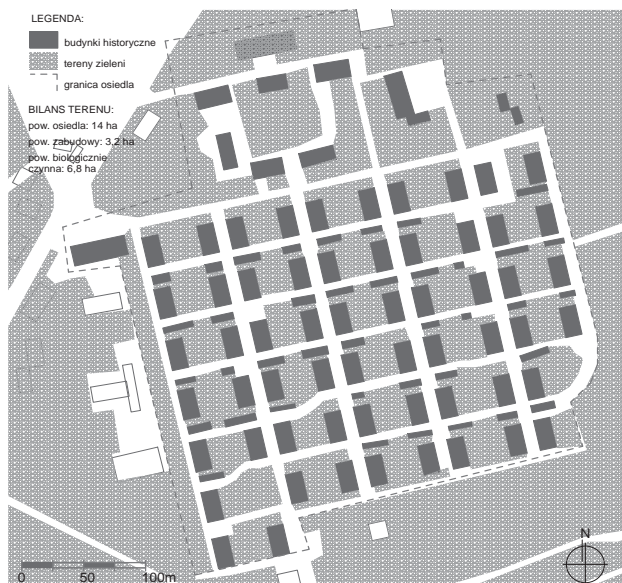 LEGENDA:
budynki historyczne
tereny zieleni
granica osiedla
BILANS TERENU:
pow. osiedla: 14 ha
pow. zabudowy: 3,2 ha
pow. biologicznie
czynna: 6,8 ha
N
0 50 100m